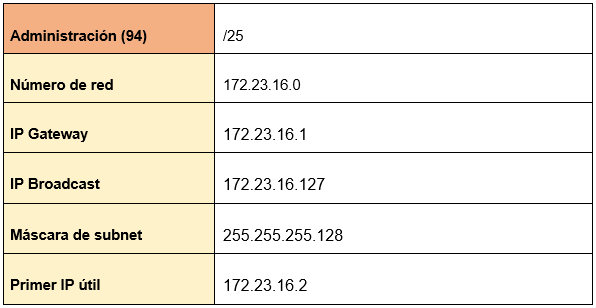 Administración (94) /25
Número de red 172.23.16.0
IP Gateway 172.23.16.1
IP Broadcast 172.23.16.127
Máscara de subnet 255.255.255.128
Primer IP útil 172.23.16.2